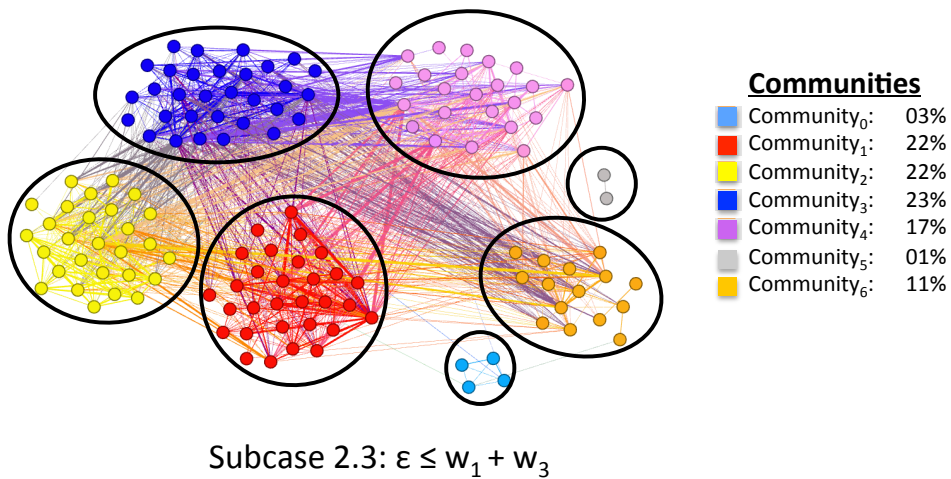 Communities
Community₀: 03%
Community₁: 22%
Community₂: 22%
Community₃: 23%
Community₄: 17%
Community₅: 01%
Community₆: 11%
Subcase 2.3: ε ≤ w₁ + w₃